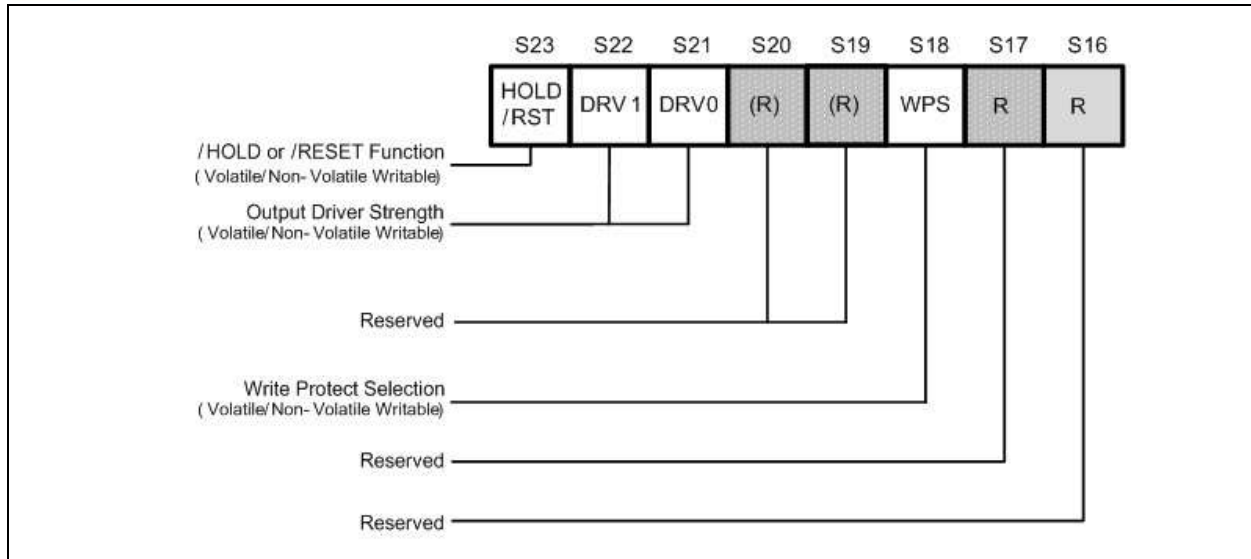 S23 S22 S21 S20 S19 S18 S17 S16
HOLD
/RST
DRV 1
DRV0
(R)
(R)
WPS
R
R
/HOLD or /RESET Function
( Volatile/Non- Volatile Writable)
Output Driver Strength
( Volatile/Non- Volatile Writable)
Reserved
Write Protect Selection
( Volatile/Non- Volatile Writable)
Reserved
Reserved